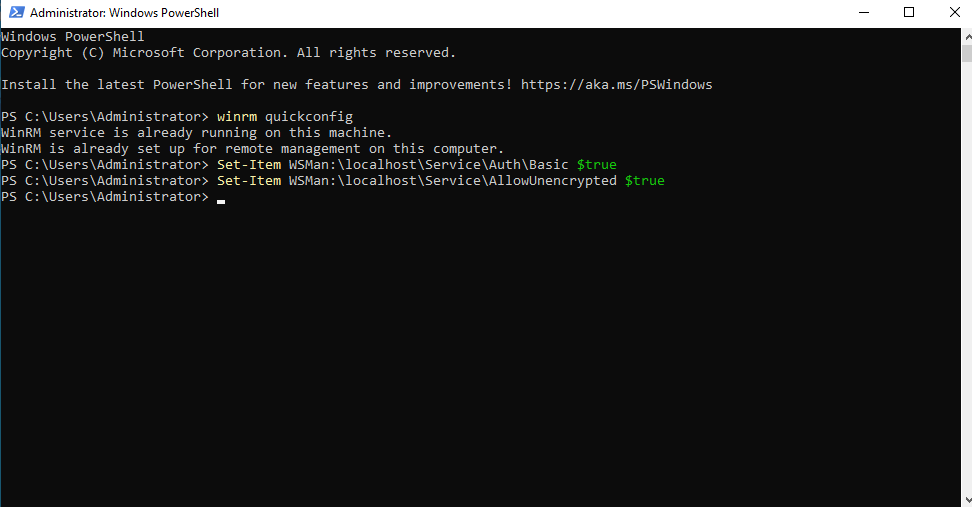 Administrator: Windows PowerShell
Windows PowerShell
Copyright (C) Microsoft Corporation. All rights reserved.
Install the latest PowerShell for new features and improvements! https://aka.ms/PSWindows
PS C:\Users\Administrator> winrm quickconfig
WinRM service is already running on this machine.
WinRM is already set up for remote management on this computer.
PS C:\Users\Administrator> Set-Item WSMan:\localhost\Service\Auth\Basic $true
PS C:\Users\Administrator> Set-Item WSMan:\localhost\Service\AllowUnencrypted $true
PS C:\Users\Administrator>